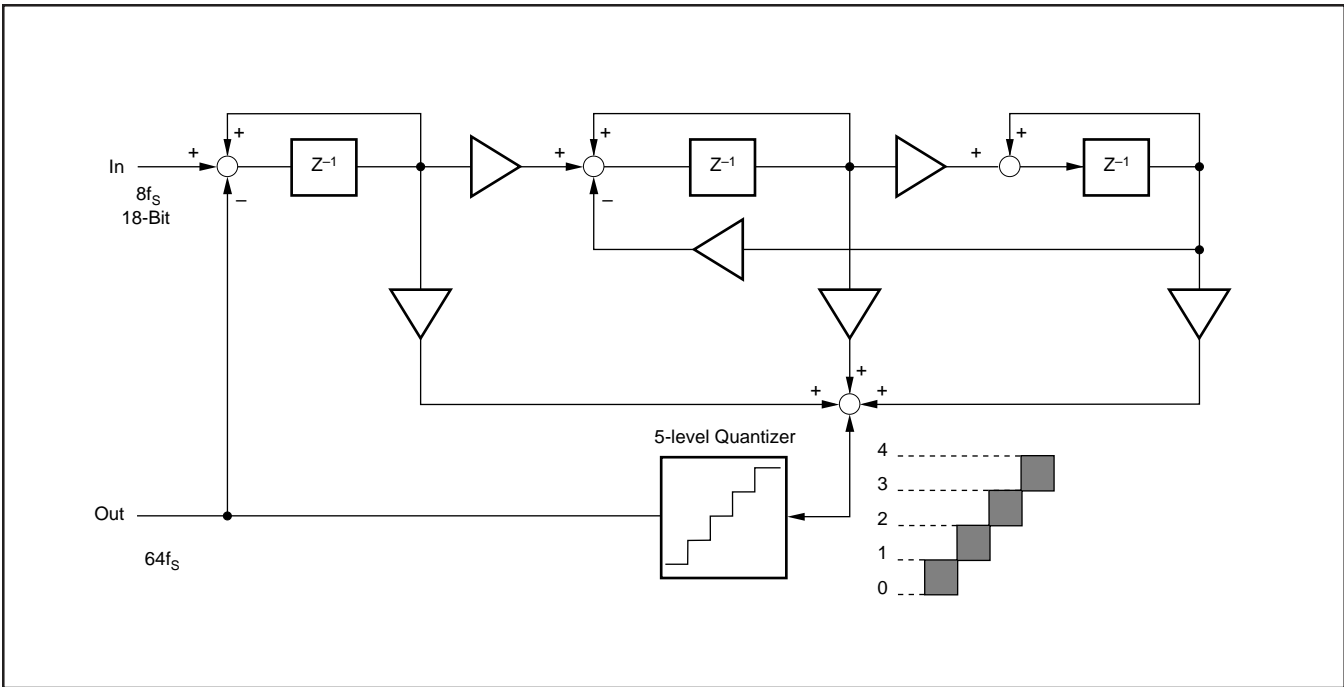 +
+
+
+
+
+
In
Z⁻¹
Z⁻¹
Z⁻¹
8fS
18-Bit
–
–
+
+
+
5-level Quantizer
4
3
2
1
0
Out
64fS